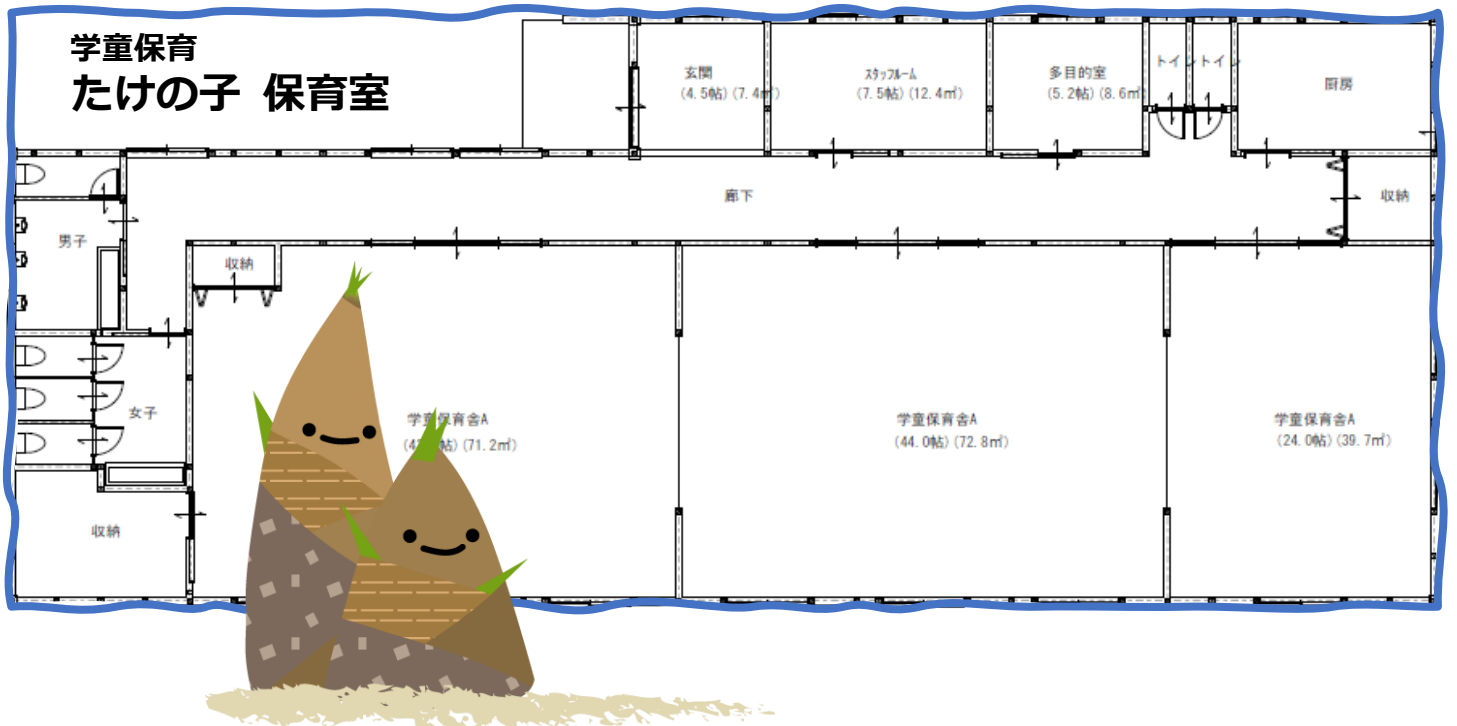 学童保育
たけの子 保育室
玄関
(4.5帖)(7.4㎡)
スタッフルーム
(7.5帖)(12.4㎡)
多目的室
(5.2帖)(8.6㎡
トイレ
トイレ
厨房
廊下
収納
男子
収納
女子
収納
学童保育舎A
帖)(71.2㎡)
学童保育舎A
(44.0帖)(72.8㎡)
学童保育舎A
(24.0帖)(39.7㎡)